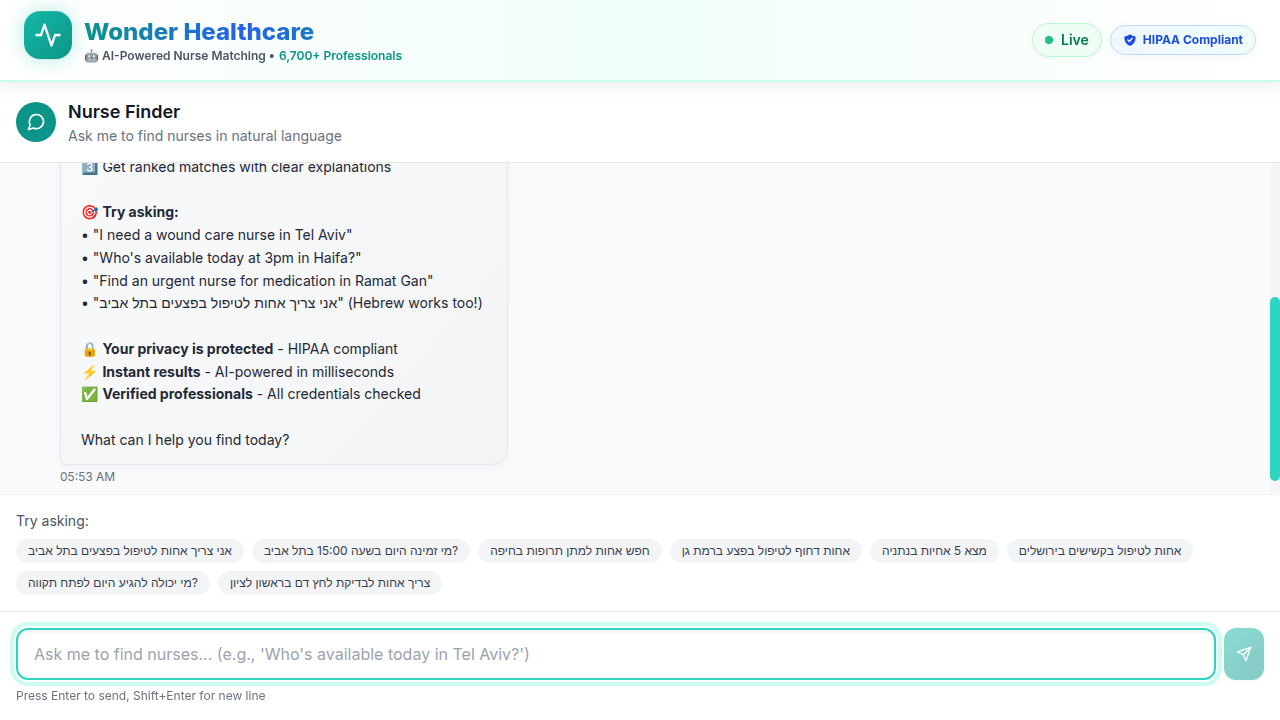 Wonder Healthcare
🤖 AI-Powered Nurse Matching • 6,700+ Professionals
Live
HIPAA Compliant
Nurse Finder
Ask me to find nurses in natural language
3️⃣ Get ranked matches with clear explanations
🎯 Try asking:
• "I need a wound care nurse in Tel Aviv"
• "Who's available today at 3pm in Haifa?"
• "Find an urgent nurse for medication in Ramat Gan"
• "אני צריך אחות לטיפול בפצעים בתל אביב" (Hebrew works too!)
🔒 Your privacy is protected - HIPAA compliant
⚡ Instant results - AI-powered in milliseconds
✅ Verified professionals - All credentials checked
What can I help you find today?
05:53 AM
Try asking:
אני צריך אחות לטיפול בפצעים בתל אביב
מי זמינה היום בשעה 15:00 בתל אביב?
חפש אחות למתן תרופות בחיפה
אחות דחוף לטיפול בפצע ברמת גן
מצא 5 אחיות בנתניה
אחות לטיפול בקשישים בירושלים
מי יכולה להגיע היום לפתח תקווה?
צריך אחות לבדיקת לחץ דם בראשון לציון
Ask me to find nurses... (e.g., 'Who's available today in Tel Aviv?')
Press Enter to send, Shift+Enter for new line